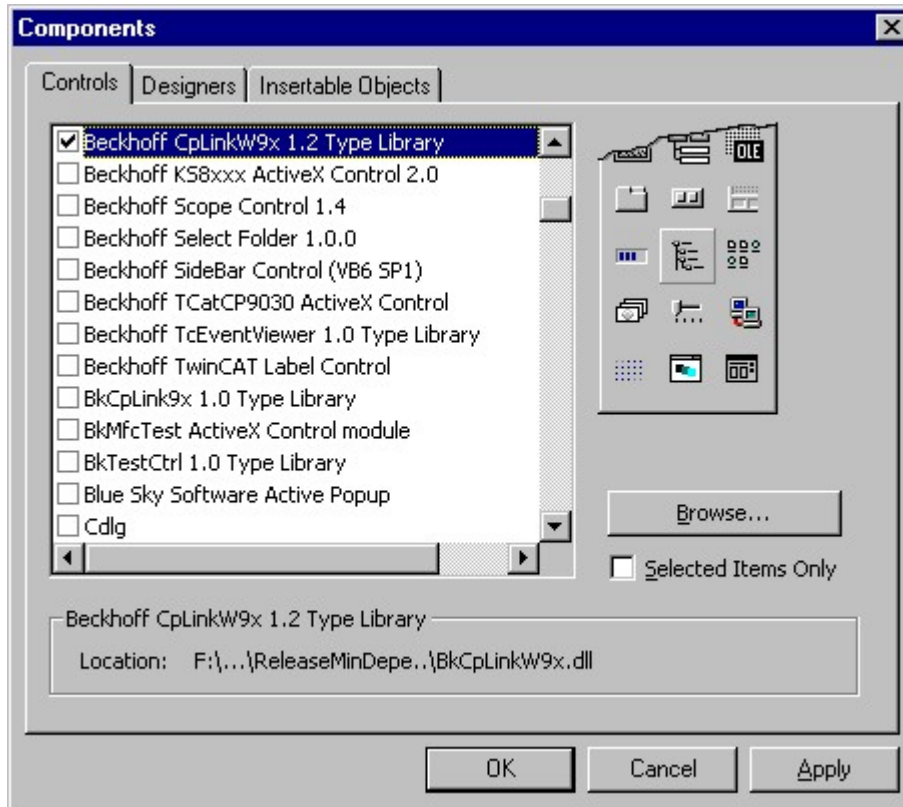 Components
Controls
Designers
Insertable Objects
Beckhoff CpLinkW9x 1.2 Type Library
Beckhoff KS8xxx ActiveX Control 2.0
Beckhoff Scope Control 1.4
Beckhoff Select Folder 1.0.0
Beckhoff SideBar Control (VB6 SP1)
Beckhoff TCatCP9030 ActiveX Control
Beckhoff TcEventViewer 1.0 Type Library
Beckhoff TwinCAT Label Control
BkCpLink9x 1.0 Type Library
BkMfcTest ActiveX Control module
BkTestCtrl 1.0 Type Library
Blue Sky Software Active Popup
Cdlg
OLE
Browse...
Selected Items Only
Beckhoff CpLinkW9x 1.2 Type Library
Location: F:\...\ReleaseMinDepe..\BkCpLinkW9x.dll
OK
Cancel
Apply